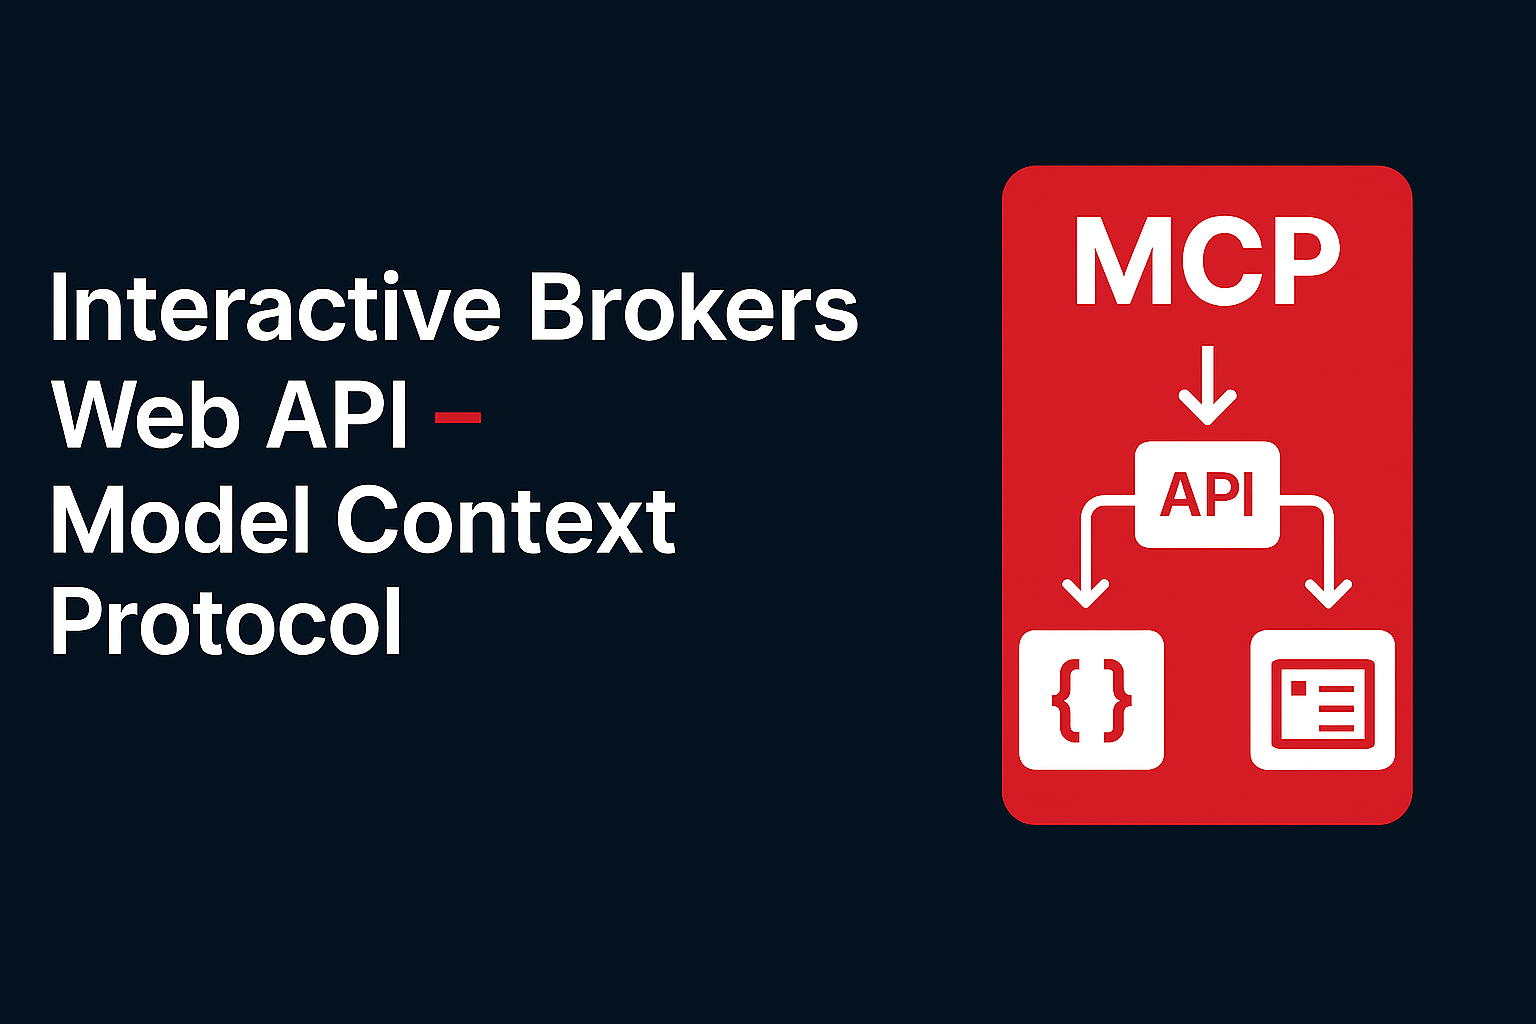 Interactive Brokers
Web API –
Model Context
Protocol
MCP
API
{ }